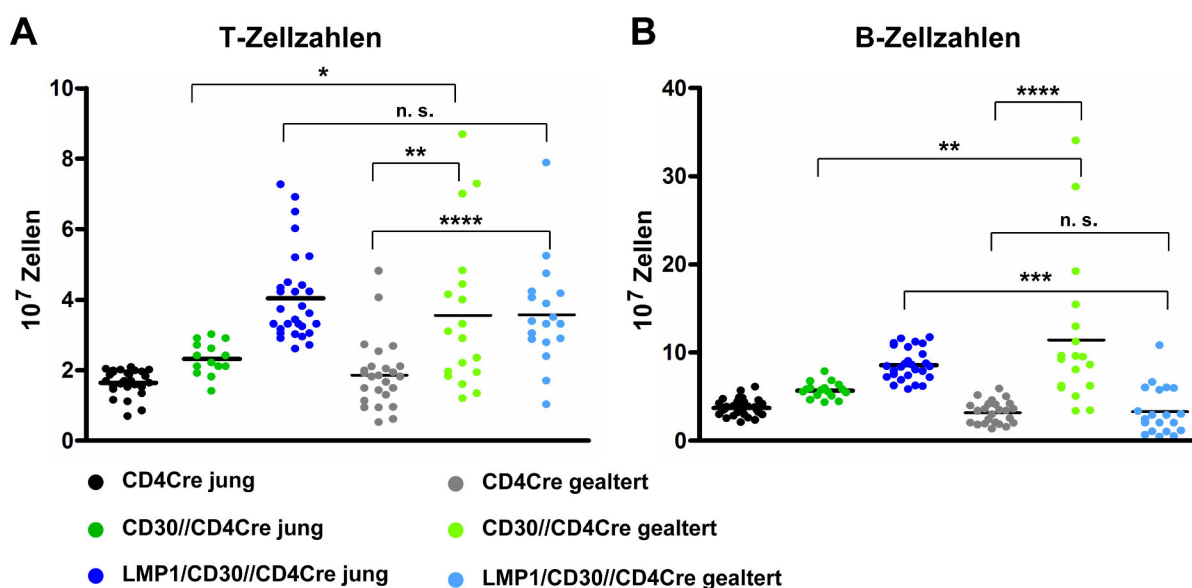 A
T-Zellzahlen
10⁷ Zellen
10
8
6
4
2
0
*
n. s.
**
****
B
B-Zellzahlen
10⁷ Zellen
40
30
20
10
0
****
**
n. s.
***
CD4Cre jung
CD30//CD4Cre jung
LMP1/CD30//CD4Cre jung
CD4Cre gealtert
CD30//CD4Cre gealtert
LMP1/CD30//CD4Cre gealtert